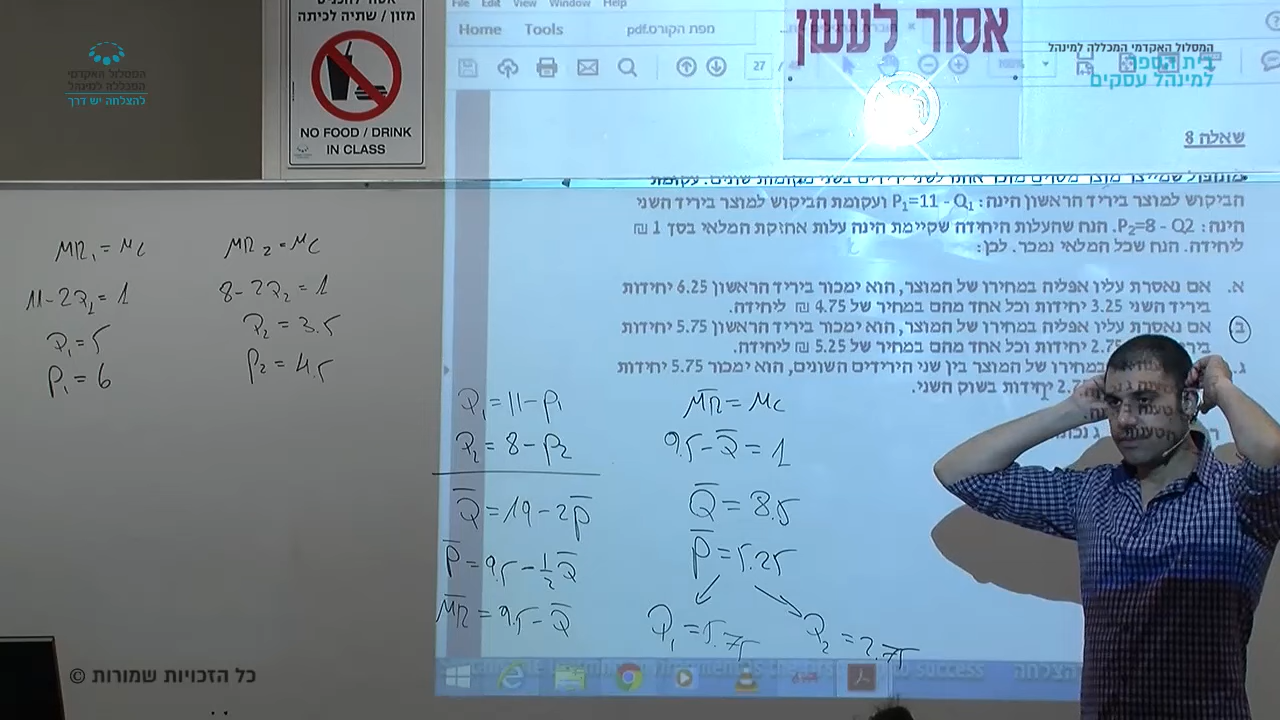 מזון / שתיה לכיתה
NO FOOD / DRINK
IN CLASS
המסלול האקדמי
המכללה למינהל
להצלחה יש דרך
File Edit View Window Help
Home Tools מפת הקורס.pdf
27
אסור לעשן
המסלול האקדמי המכללה למינהל
בית הספר
למינהל עסקים
שאלה 8
הביקוש למוצר ביריד הראשון הינה: P₁=11 - Q₁ ועקומת הביקוש למוצר ביריד השני
הינה: P₂=8 - Q2. הנח שהעלות היחידה שקיימת הינה עלות אחזקת המלאי בסך 1 ₪
ליחידה. הנח שכל המלאי נמכר. לכן:
א. אם נאסרת עליו אפליה במחירו של המוצר, הוא ימכור ביריד הראשון 6.25 יחידות
ביריד השני 3.25 יחידות וכל אחד מהם במחיר של 4.75 ₪ ליחידה.
ב. אם נאסרת עליו אפליה במחירו של המוצר, הוא ימכור ביריד הראשון 5.75 יחידות
2.75 יחידות וכל אחד מהם במחיר של 5.25 ₪ ליחידה.
ג. במחירו של המוצר בין שני הירידים השונים, הוא ימכור 5.75 יחידות
יחידות בשוק השני.
MR₁ = MC
11 - 2Q₁ = 1
Q₁ = 5
P₁ = 6
MR₂ = MC
8 - 2Q₂ = 1
Q₂ = 3.5
P₂ = 4.5
Q₁ = 11 - P₁
Q₂ = 8 - P₂
Q̄ = 19 - 2P̄
P̄ = 9.5 - ½Q̄
M̄R̄ = 9.5 - Q̄
M̄R̄ = MC
9.5 - Q̄ = 1
Q̄ = 8.5
P̄ = 5.25
Q₁ = 5.75 Q₂ = 2.75
success
© כל הזכויות שמורות